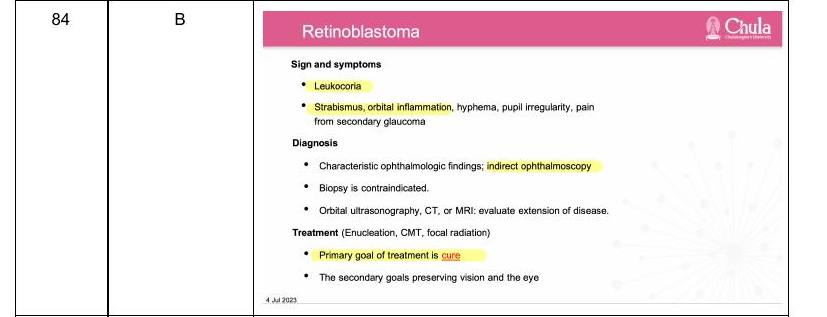 84
B
Retinoblastoma
Chula
Sign and symptoms
• Leukocoria
• Strabismus, orbital inflammation, hyphema, pupil irregularity, pain
from secondary glaucoma
Diagnosis
• Characteristic ophthalmologic findings; indirect ophthalmoscopy
• Biopsy is contraindicated.
• Orbital ultrasonography, CT, or MRI: evaluate extension of disease.
Treatment (Enucleation, CMT, focal radiation)
• Primary goal of treatment is cure
• The secondary goals preserving vision and the eye
4 Jul 2023